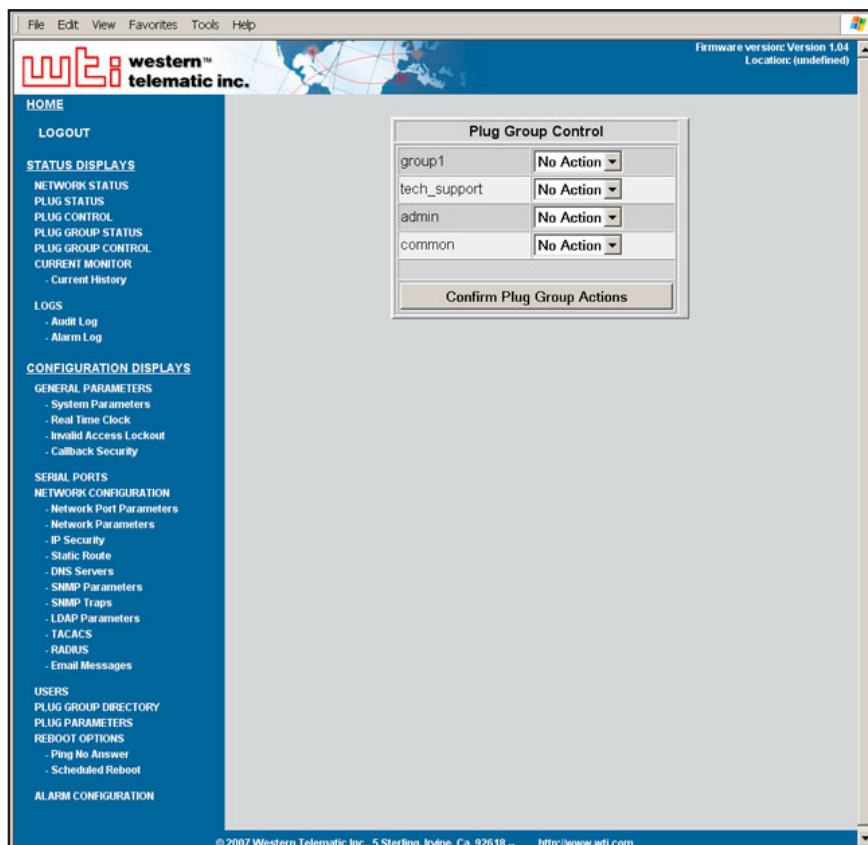 File Edit View Favorites Tools Help
wti western™
telematic inc.
Firmware version: Version 1.04
Location: (undefined)
HOME
LOGOUT
STATUS DISPLAYS
NETWORK STATUS
PLUG STATUS
PLUG CONTROL
PLUG GROUP STATUS
PLUG GROUP CONTROL
CURRENT MONITOR
- Current History
LOGS
- Audit Log
- Alarm Log
CONFIGURATION DISPLAYS
GENERAL PARAMETERS
- System Parameters
- Real Time Clock
- Invalid Access Lockout
- Callback Security
SERIAL PORTS
NETWORK CONFIGURATION
- Network Port Parameters
- Network Parameters
- IP Security
- Static Route
- DNS Servers
- SNMP Parameters
- SNMP Traps
- LDAP Parameters
- TACACS
- RADIUS
- Email Messages
USERS
PLUG GROUP DIRECTORY
PLUG PARAMETERS
REBOOT OPTIONS
- Ping No Answer
- Scheduled Reboot
ALARM CONFIGURATION
Plug Group Control
group1 No Action
tech_support No Action
admin No Action
common No Action
Confirm Plug Group Actions
© 2007 Western Telematic Inc., 5 Sterling, Irvine, Ca. 92618 -- http://www.wti.com